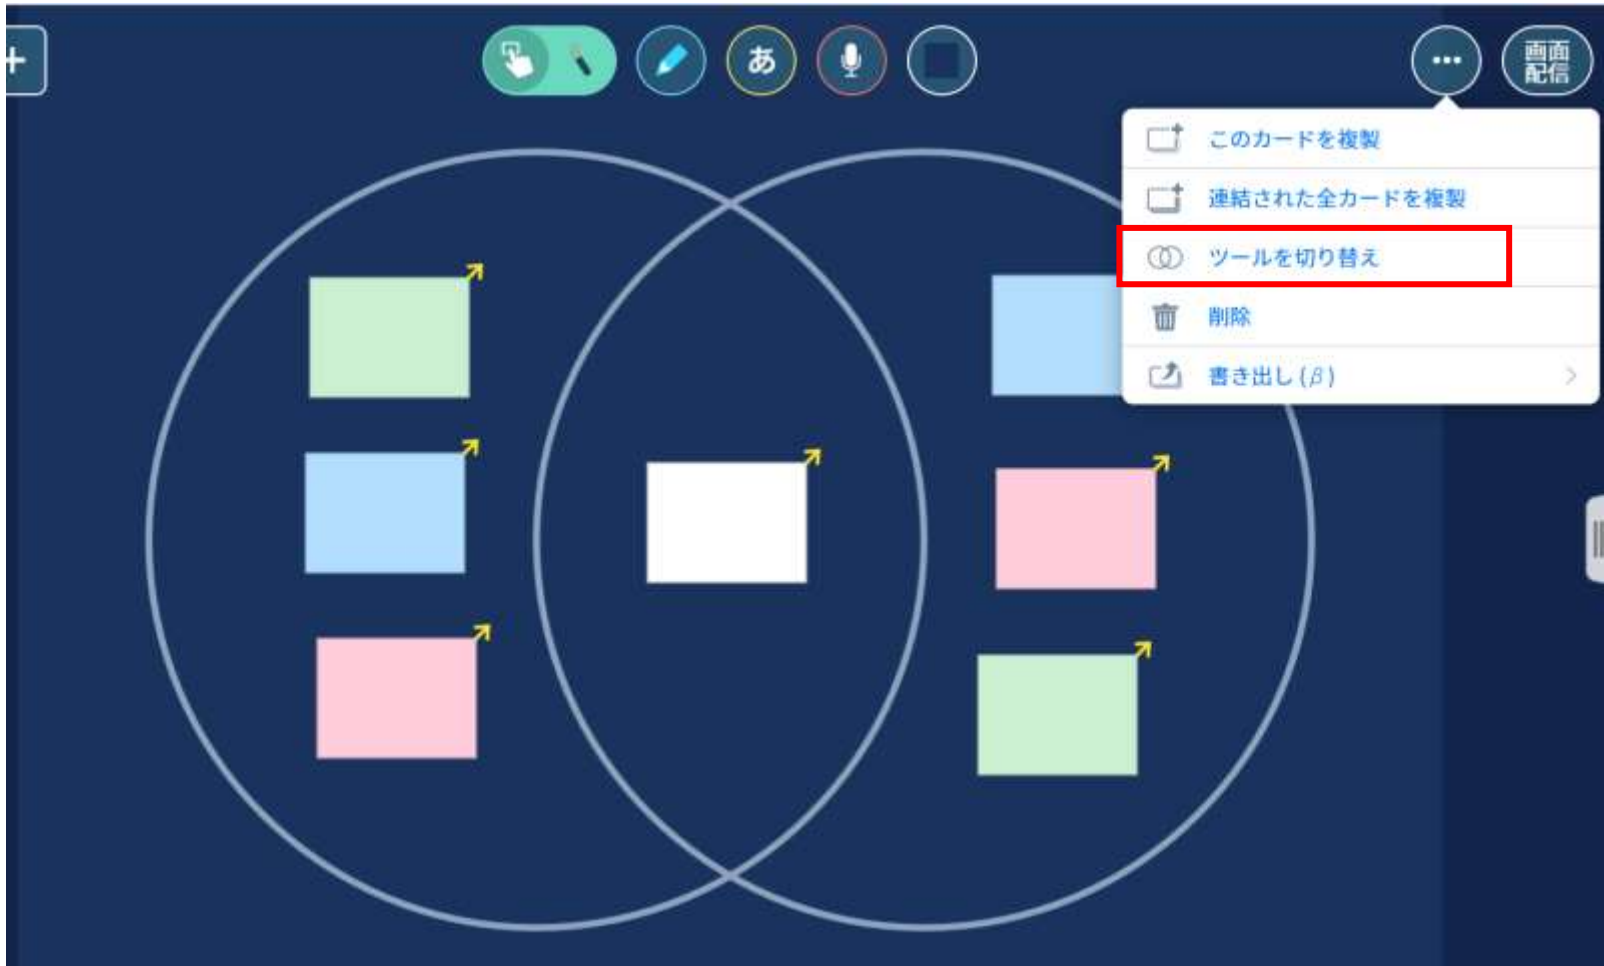 あ
画面
配信
このカードを複製
連結された全カードを複製
ツールを切り替え
削除
書き出し(β)